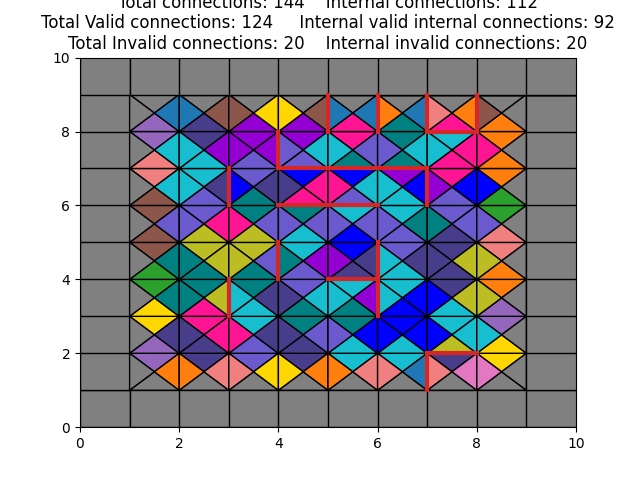 Total connections: 144 Internal connections: 112
Total Valid connections: 124 Internal valid internal connections: 92
Total Invalid connections: 20 Internal invalid connections: 20
10
8
6
4
2
0
0 2 4 6 8 10